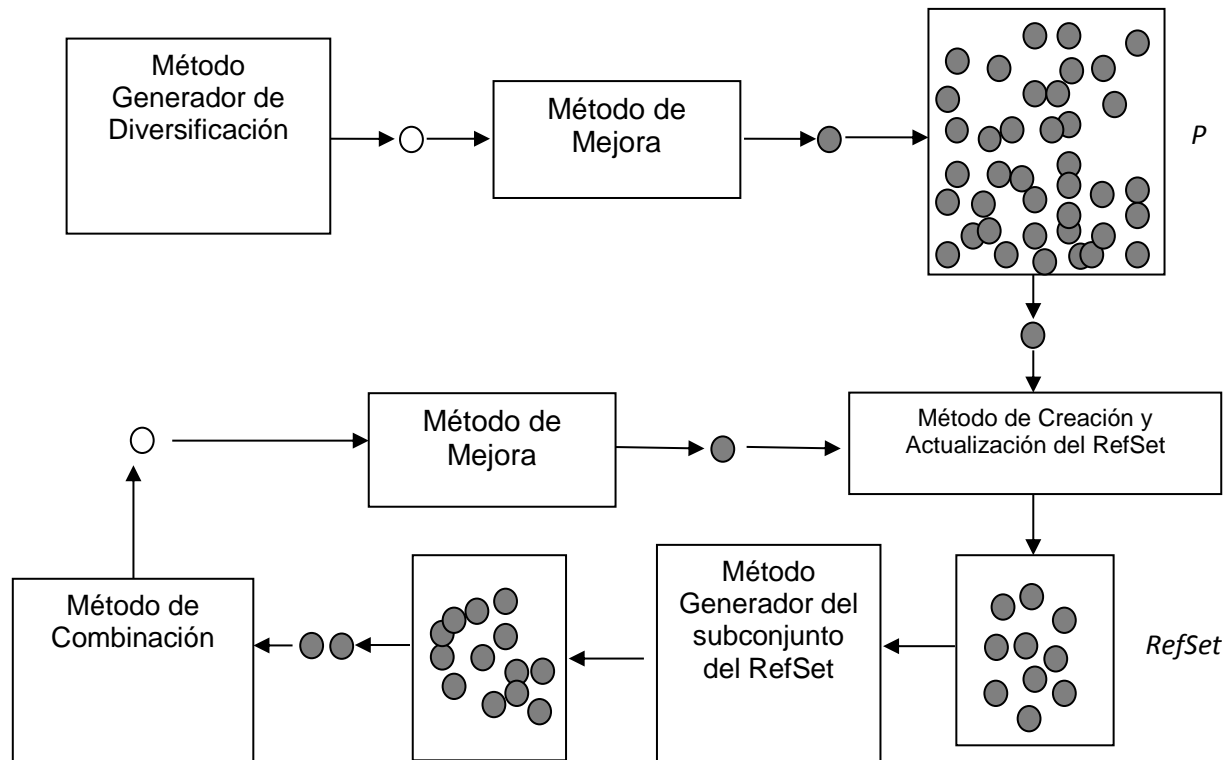 Método
Generador de
Diversificación
Método de
Mejora
P
Método de
Mejora
Método de Creación y
Actualización del RefSet
Método de
Combinación
Método
Generador del
subconjunto
del RefSet
RefSet